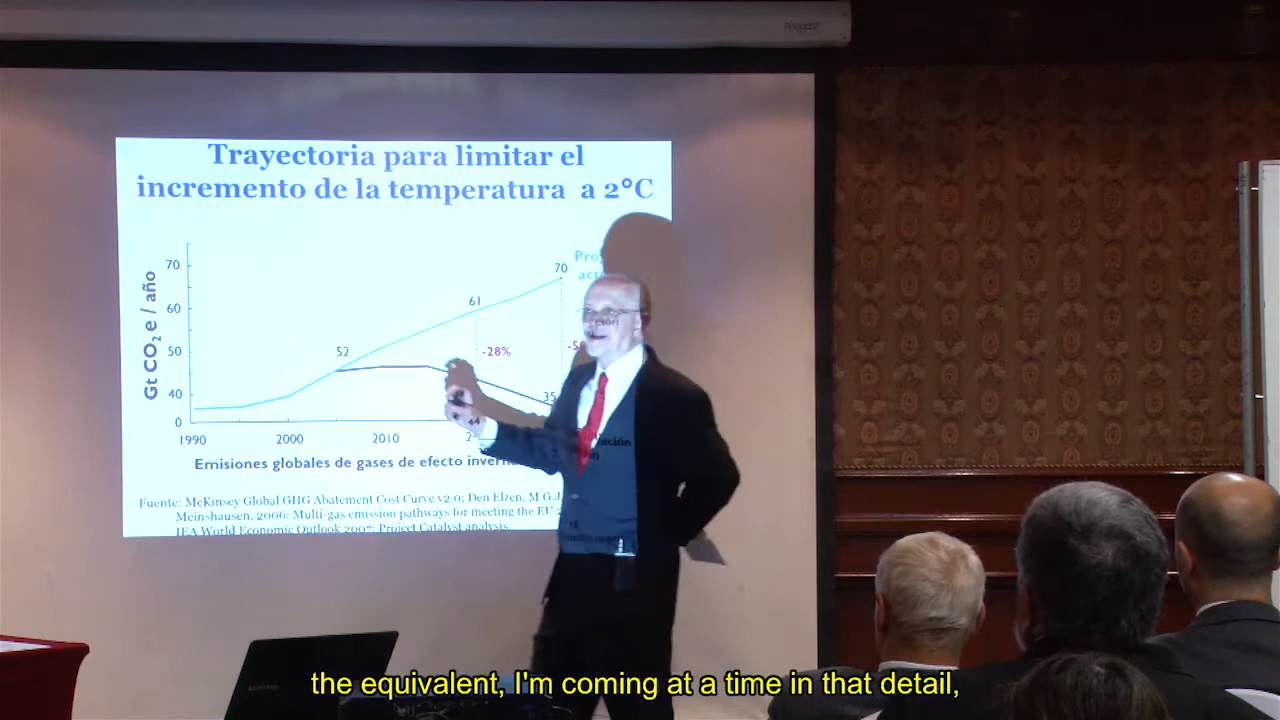 Trayectoria para limitar el
incremento de la temperatura a 2°C
Gt CO2 e / año
70
60
50
40
0
1990
2000
2010
52
61
70
-28%
35
44
Emisiones globales de gases de efecto
Fuente: McKinsey Global GHG Abatement Cost Curve v2.0; Den Elzen, M.G.J.
Meinshausen, 2006: Multi-gas emission pathways for meeting the EU 2
IEA World Economic Outlook 2007; Project Catalyst analysis.
SAMSUNG
the equivalent, I'm coming at a time in that detail,